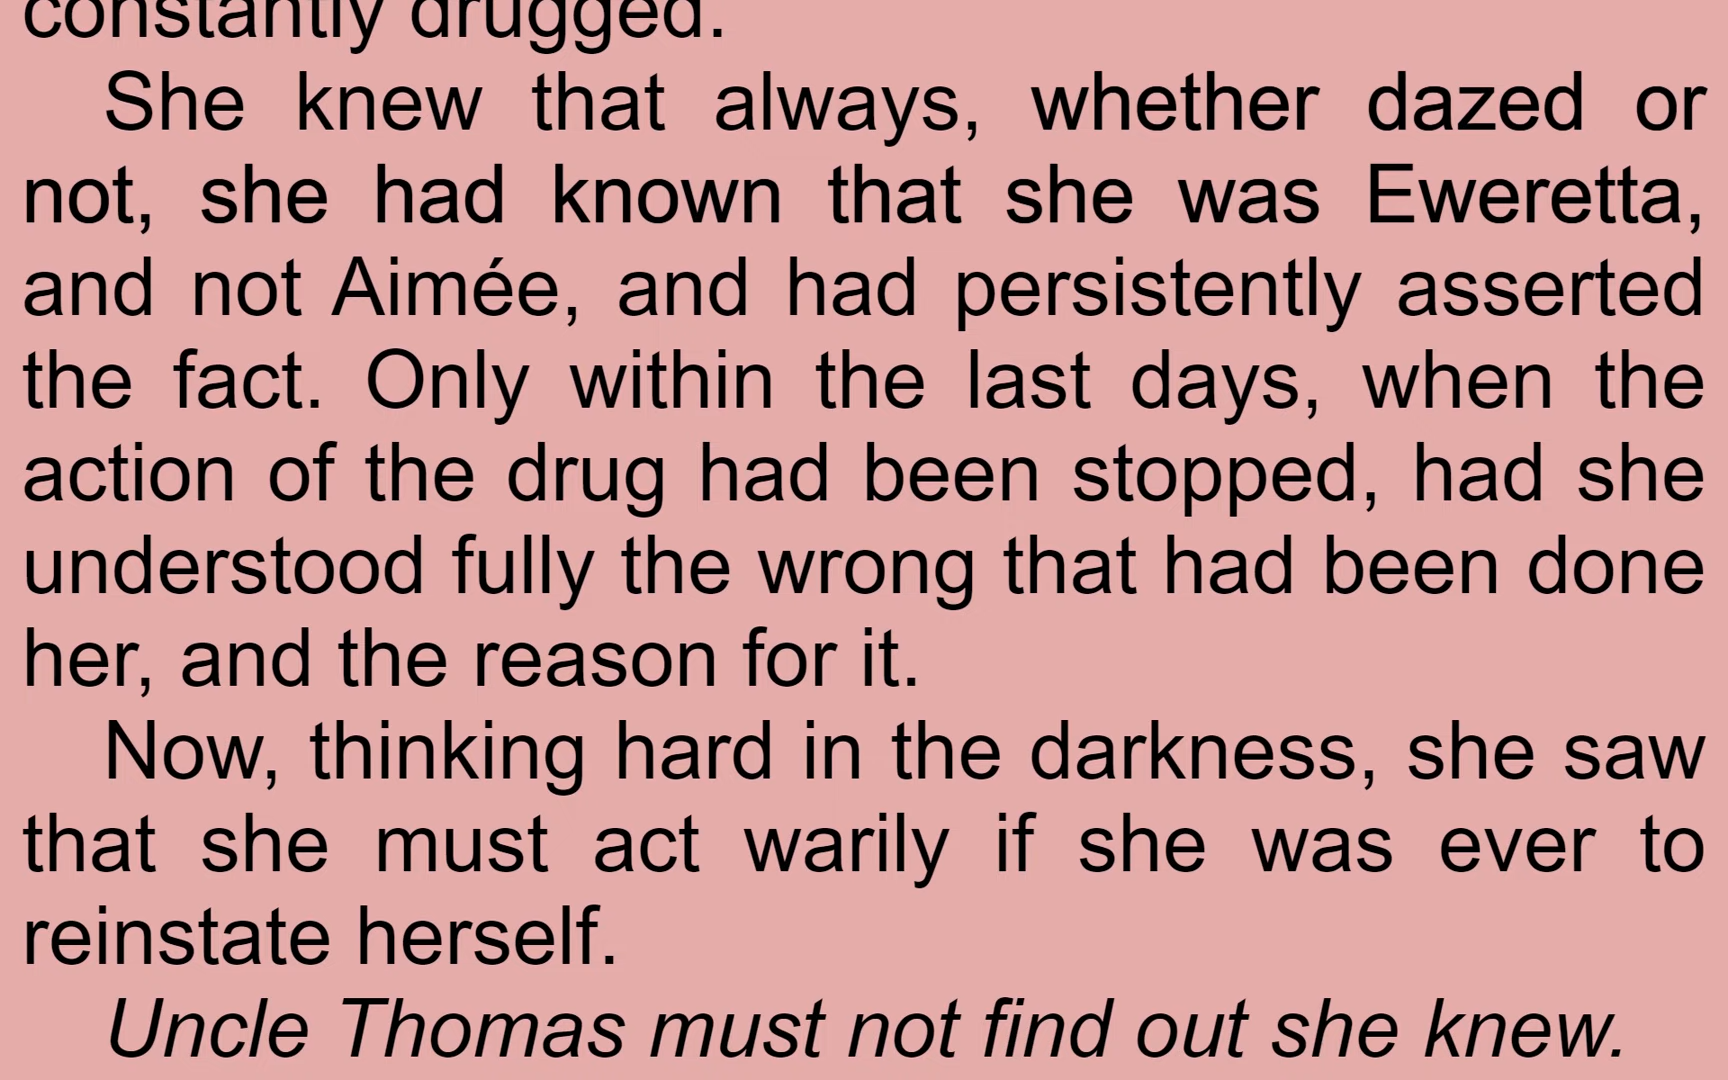 constantly drugged.
She knew that always, whether dazed or
not, she had known that she was Eweretta,
and not Aimée, and had persistently asserted
the fact. Only within the last days, when the
action of the drug had been stopped, had she
understood fully the wrong that had been done
her, and the reason for it.
Now, thinking hard in the darkness, she saw
that she must act warily if she was ever to
reinstate herself.
Uncle Thomas must not find out she knew.